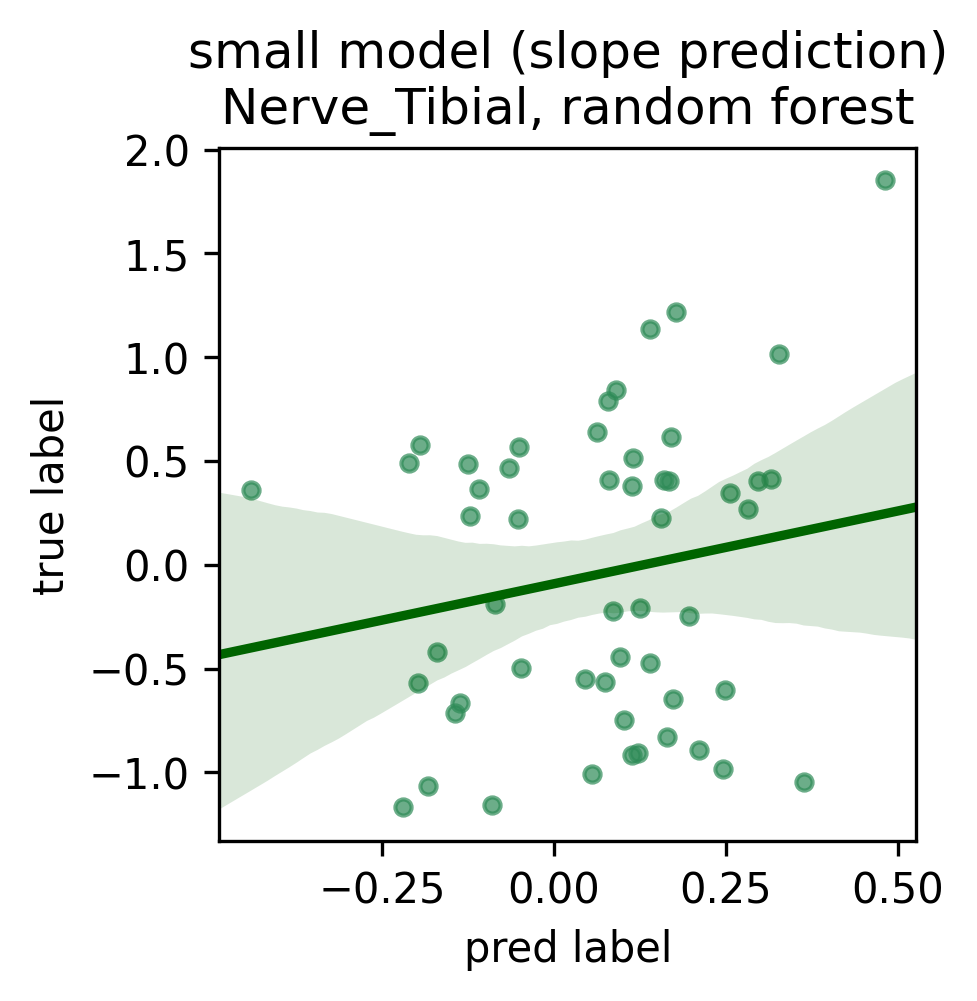 small model (slope prediction)
Nerve_Tibial, random forest
2.0
1.5
1.0
0.5
0.0
−0.5
−1.0
true label
−0.25 0.00 0.25 0.50
pred label